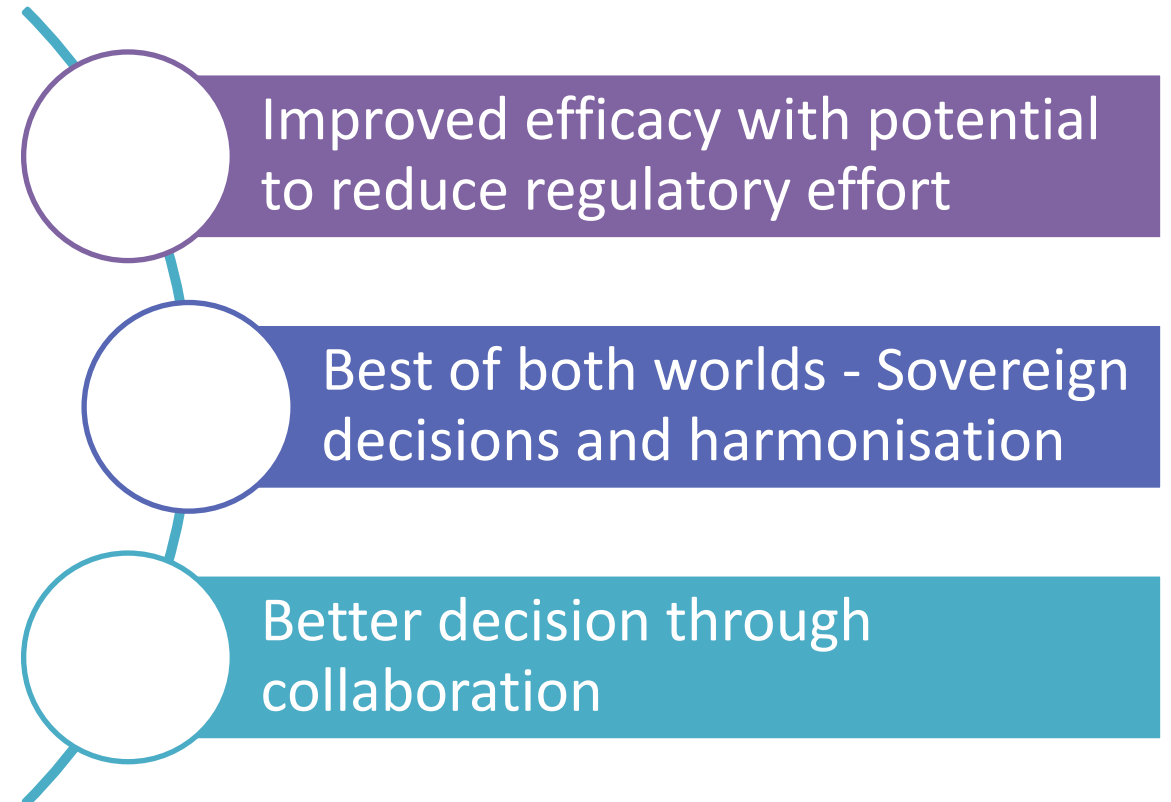 Improved efficacy with potential
to reduce regulatory effort
Best of both worlds - Sovereign
decisions and harmonisation
Better decision through
collaboration